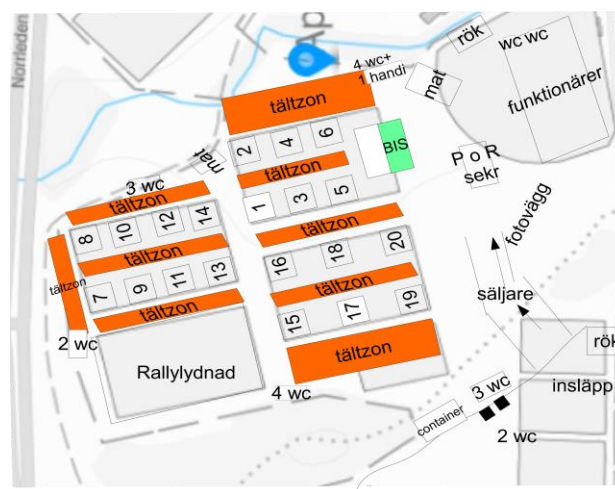 Norrleden
Ap
rök
wc wc
4 wc+
1 handi
mat
funktionärer
tältzon
2
4
6
BIS
mat
tältzon
P o R
sekr
1
3
5
3 wc
tältzon
tältzon
fotovägg
8
10
12
14
16
18
20
tältzon
tältzon
tältzon
7
9
11
13
tältzon
säljare
15
17
19
tältzon
2 wc
Rallylydnad
tältzon
rök
insläpp
4 wc
3 wc
container
2 wc